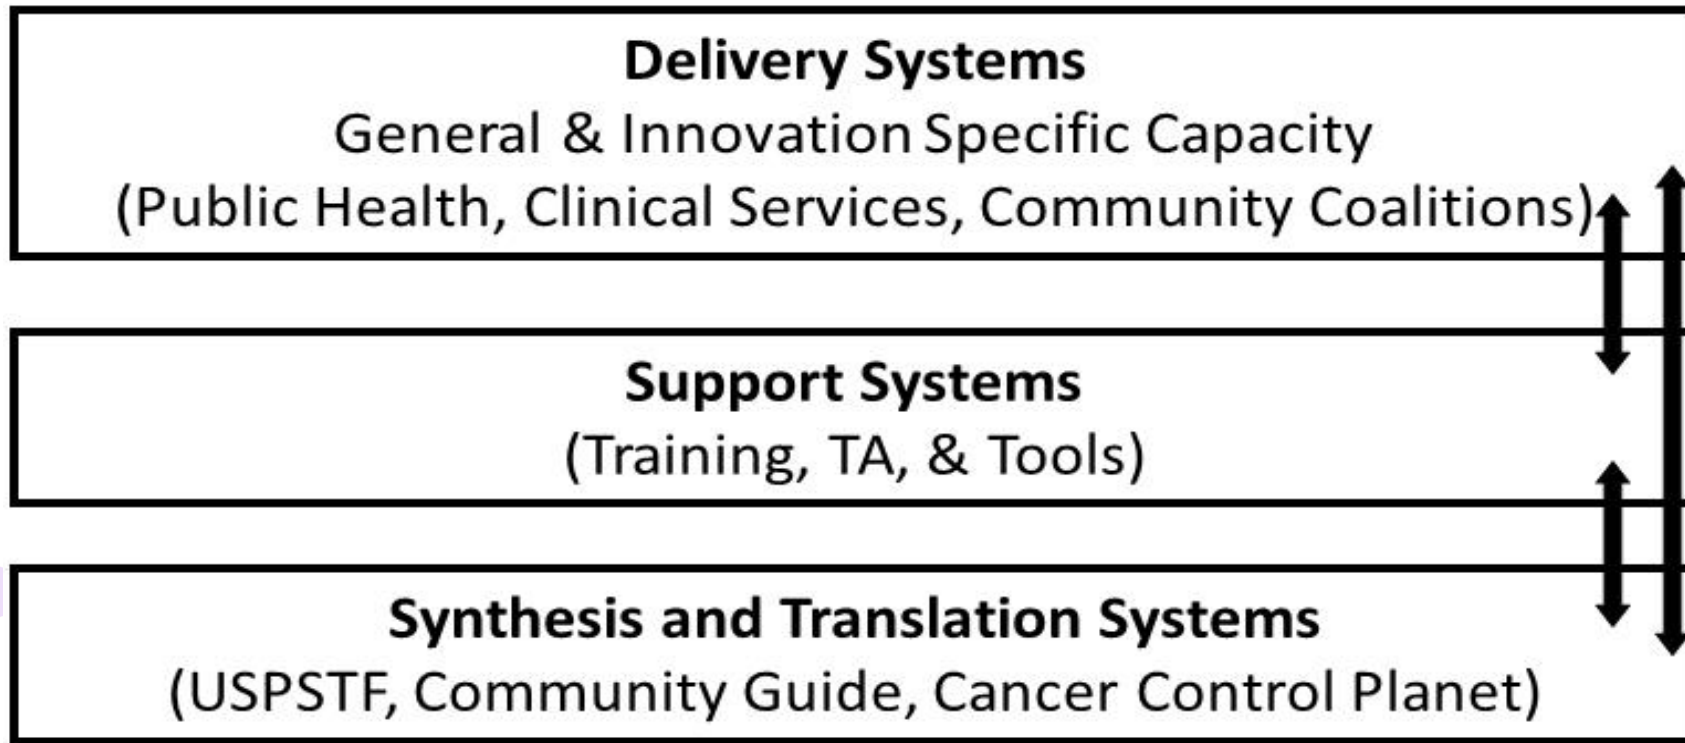 Delivery Systems
General & Innovation Specific Capacity
(Public Health, Clinical Services, Community Coalitions)
Support Systems
(Training, TA, & Tools)
Synthesis and Translation Systems
(USPSTF, Community Guide, Cancer Control Planet)